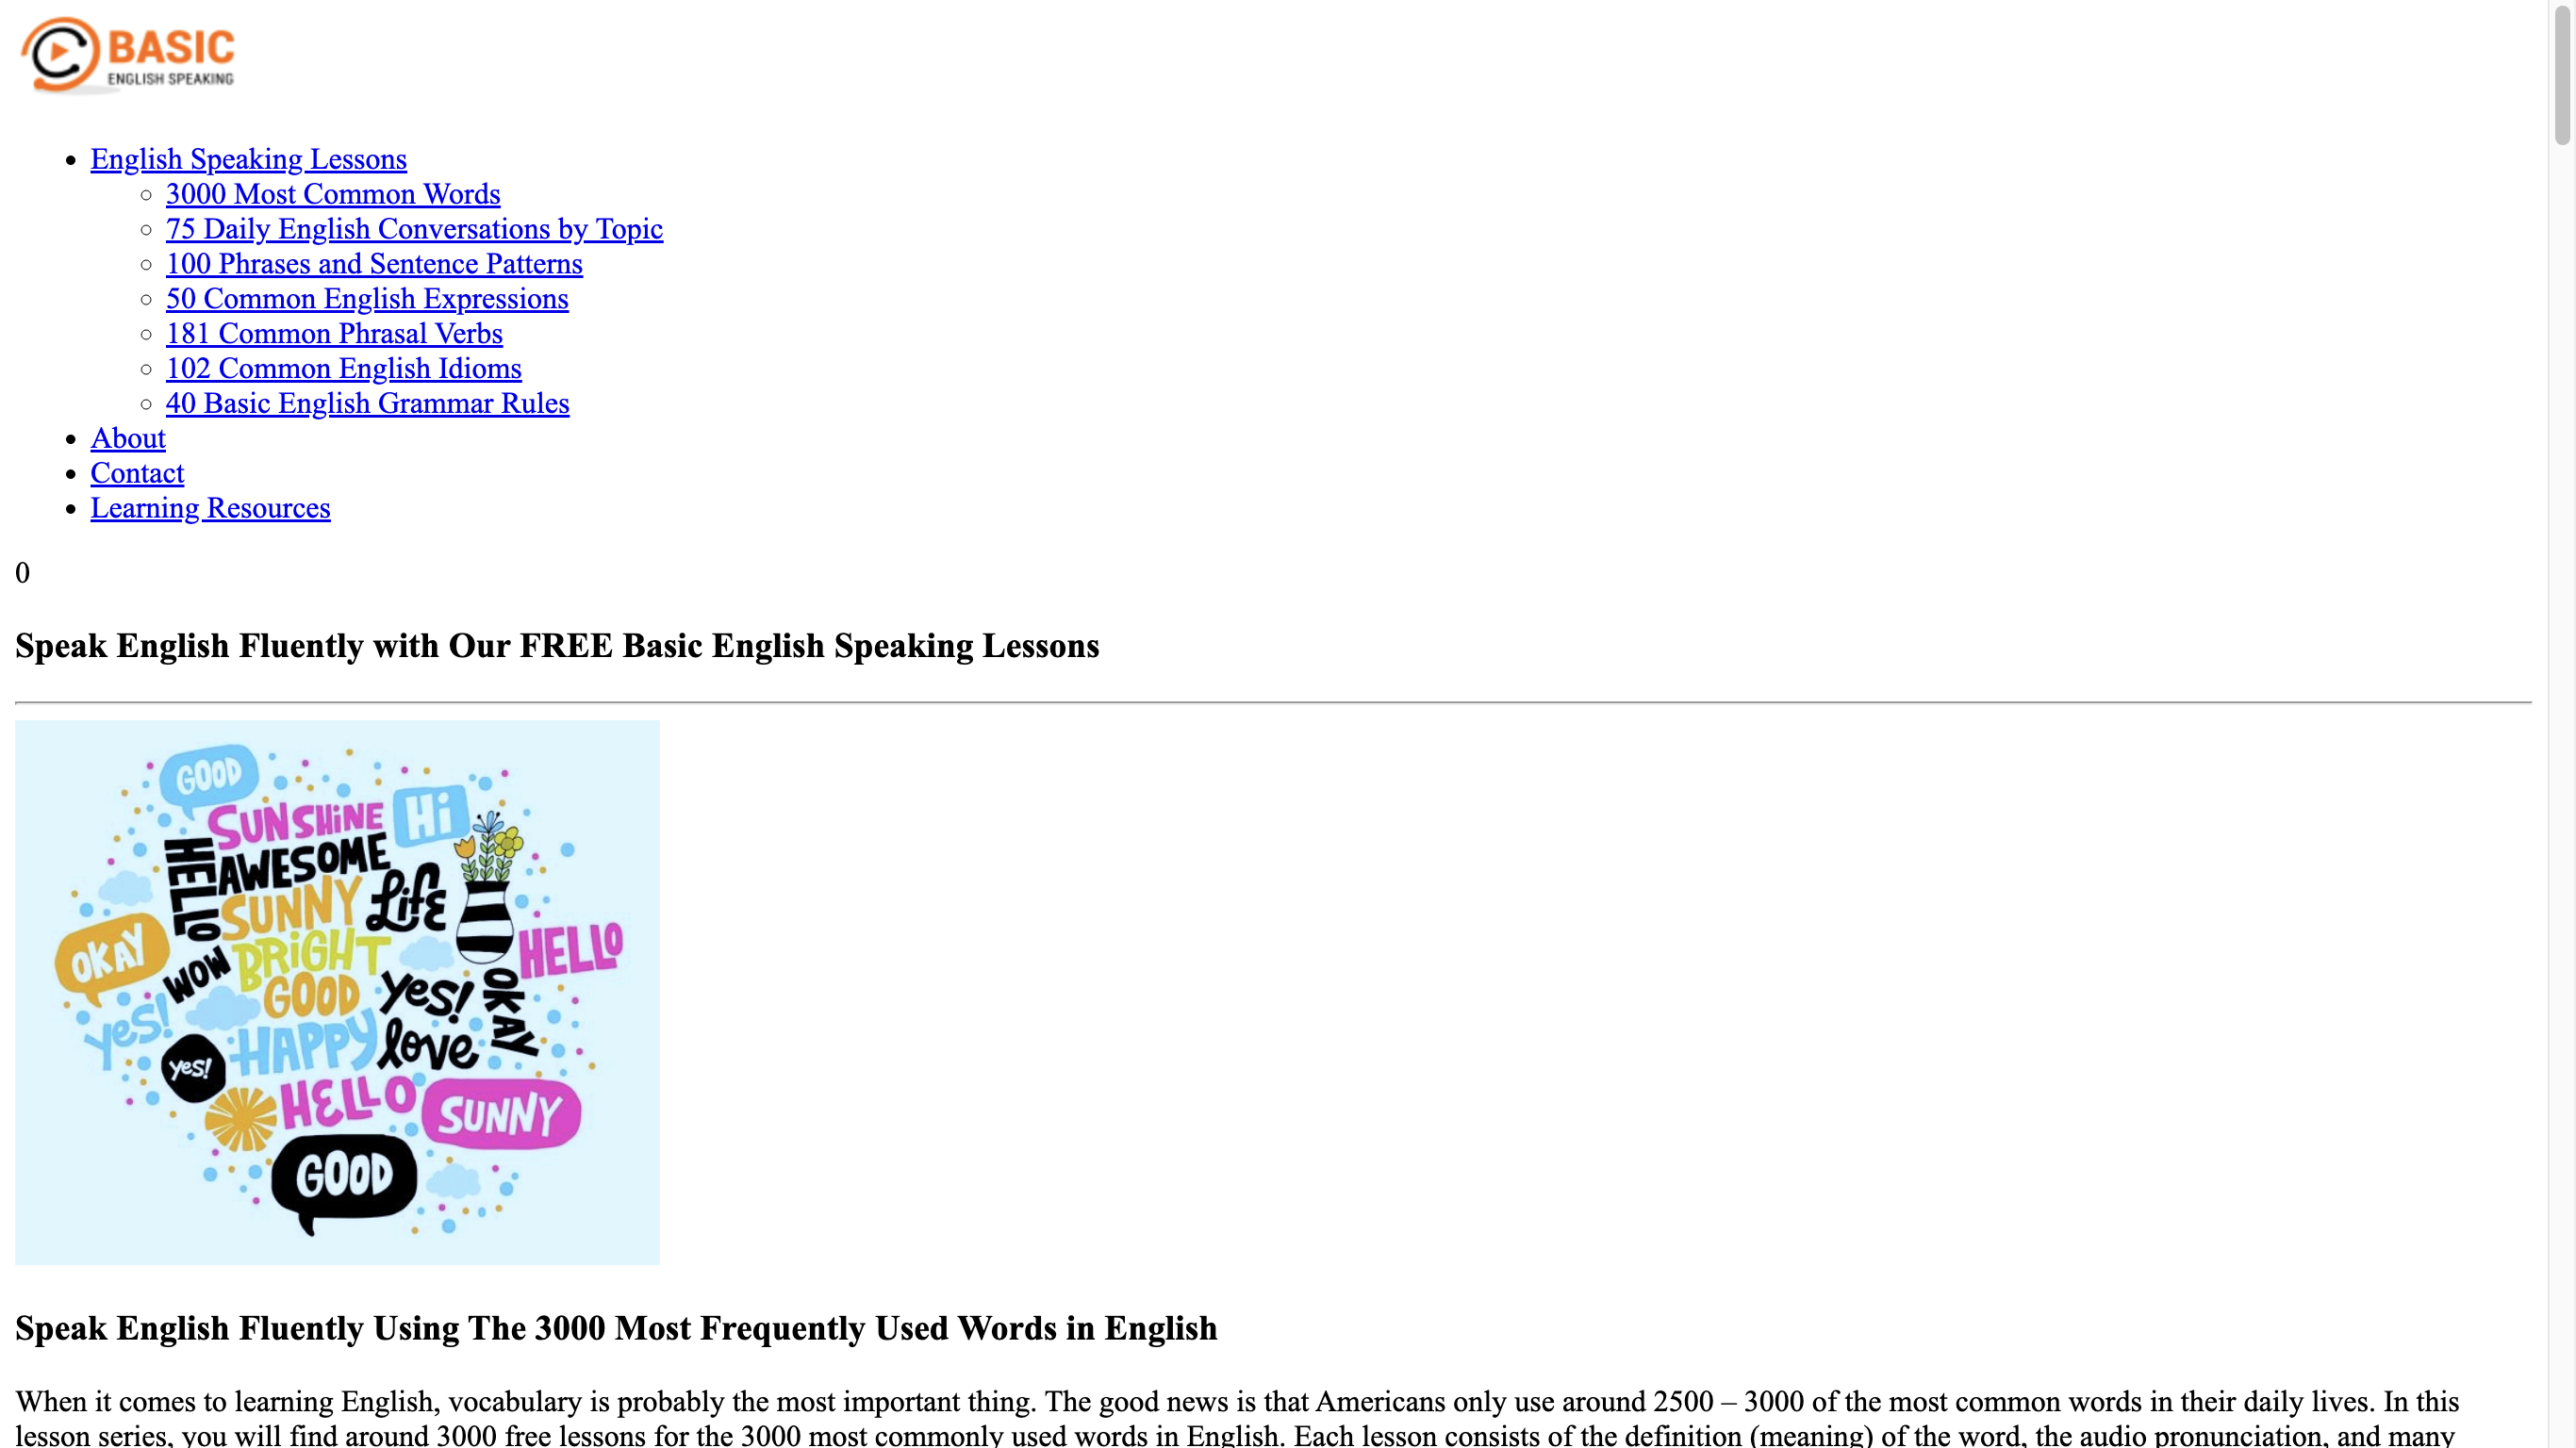 BASIC
ENGLISH SPEAKING
English Speaking Lessons
3000 Most Common Words
75 Daily English Conversations by Topic
100 Phrases and Sentence Patterns
50 Common English Expressions
181 Common Phrasal Verbs
102 Common English Idioms
40 Basic English Grammar Rules
About
Contact
Learning Resources
0
Speak English Fluently with Our FREE Basic English Speaking Lessons
GOOD
SUNSHiNE
Hi
HELLO
AWESOME
SUNNY
Life
OKAY
WOW
BRiGHT
HELLO
GOOD
yes!
OKAY
yes!
yes!
HAPPY
love
HELLO
SUNNY
GOOD
Speak English Fluently Using The 3000 Most Frequently Used Words in English
When it comes to learning English, vocabulary is probably the most important thing. The good news is that Americans only use around 2500 – 3000 of the most common words in their daily lives. In this
lesson series, you will find around 3000 free lessons for the 3000 most commonly used words in English. Each lesson consists of the definition (meaning) of the word, the audio pronunciation, and many